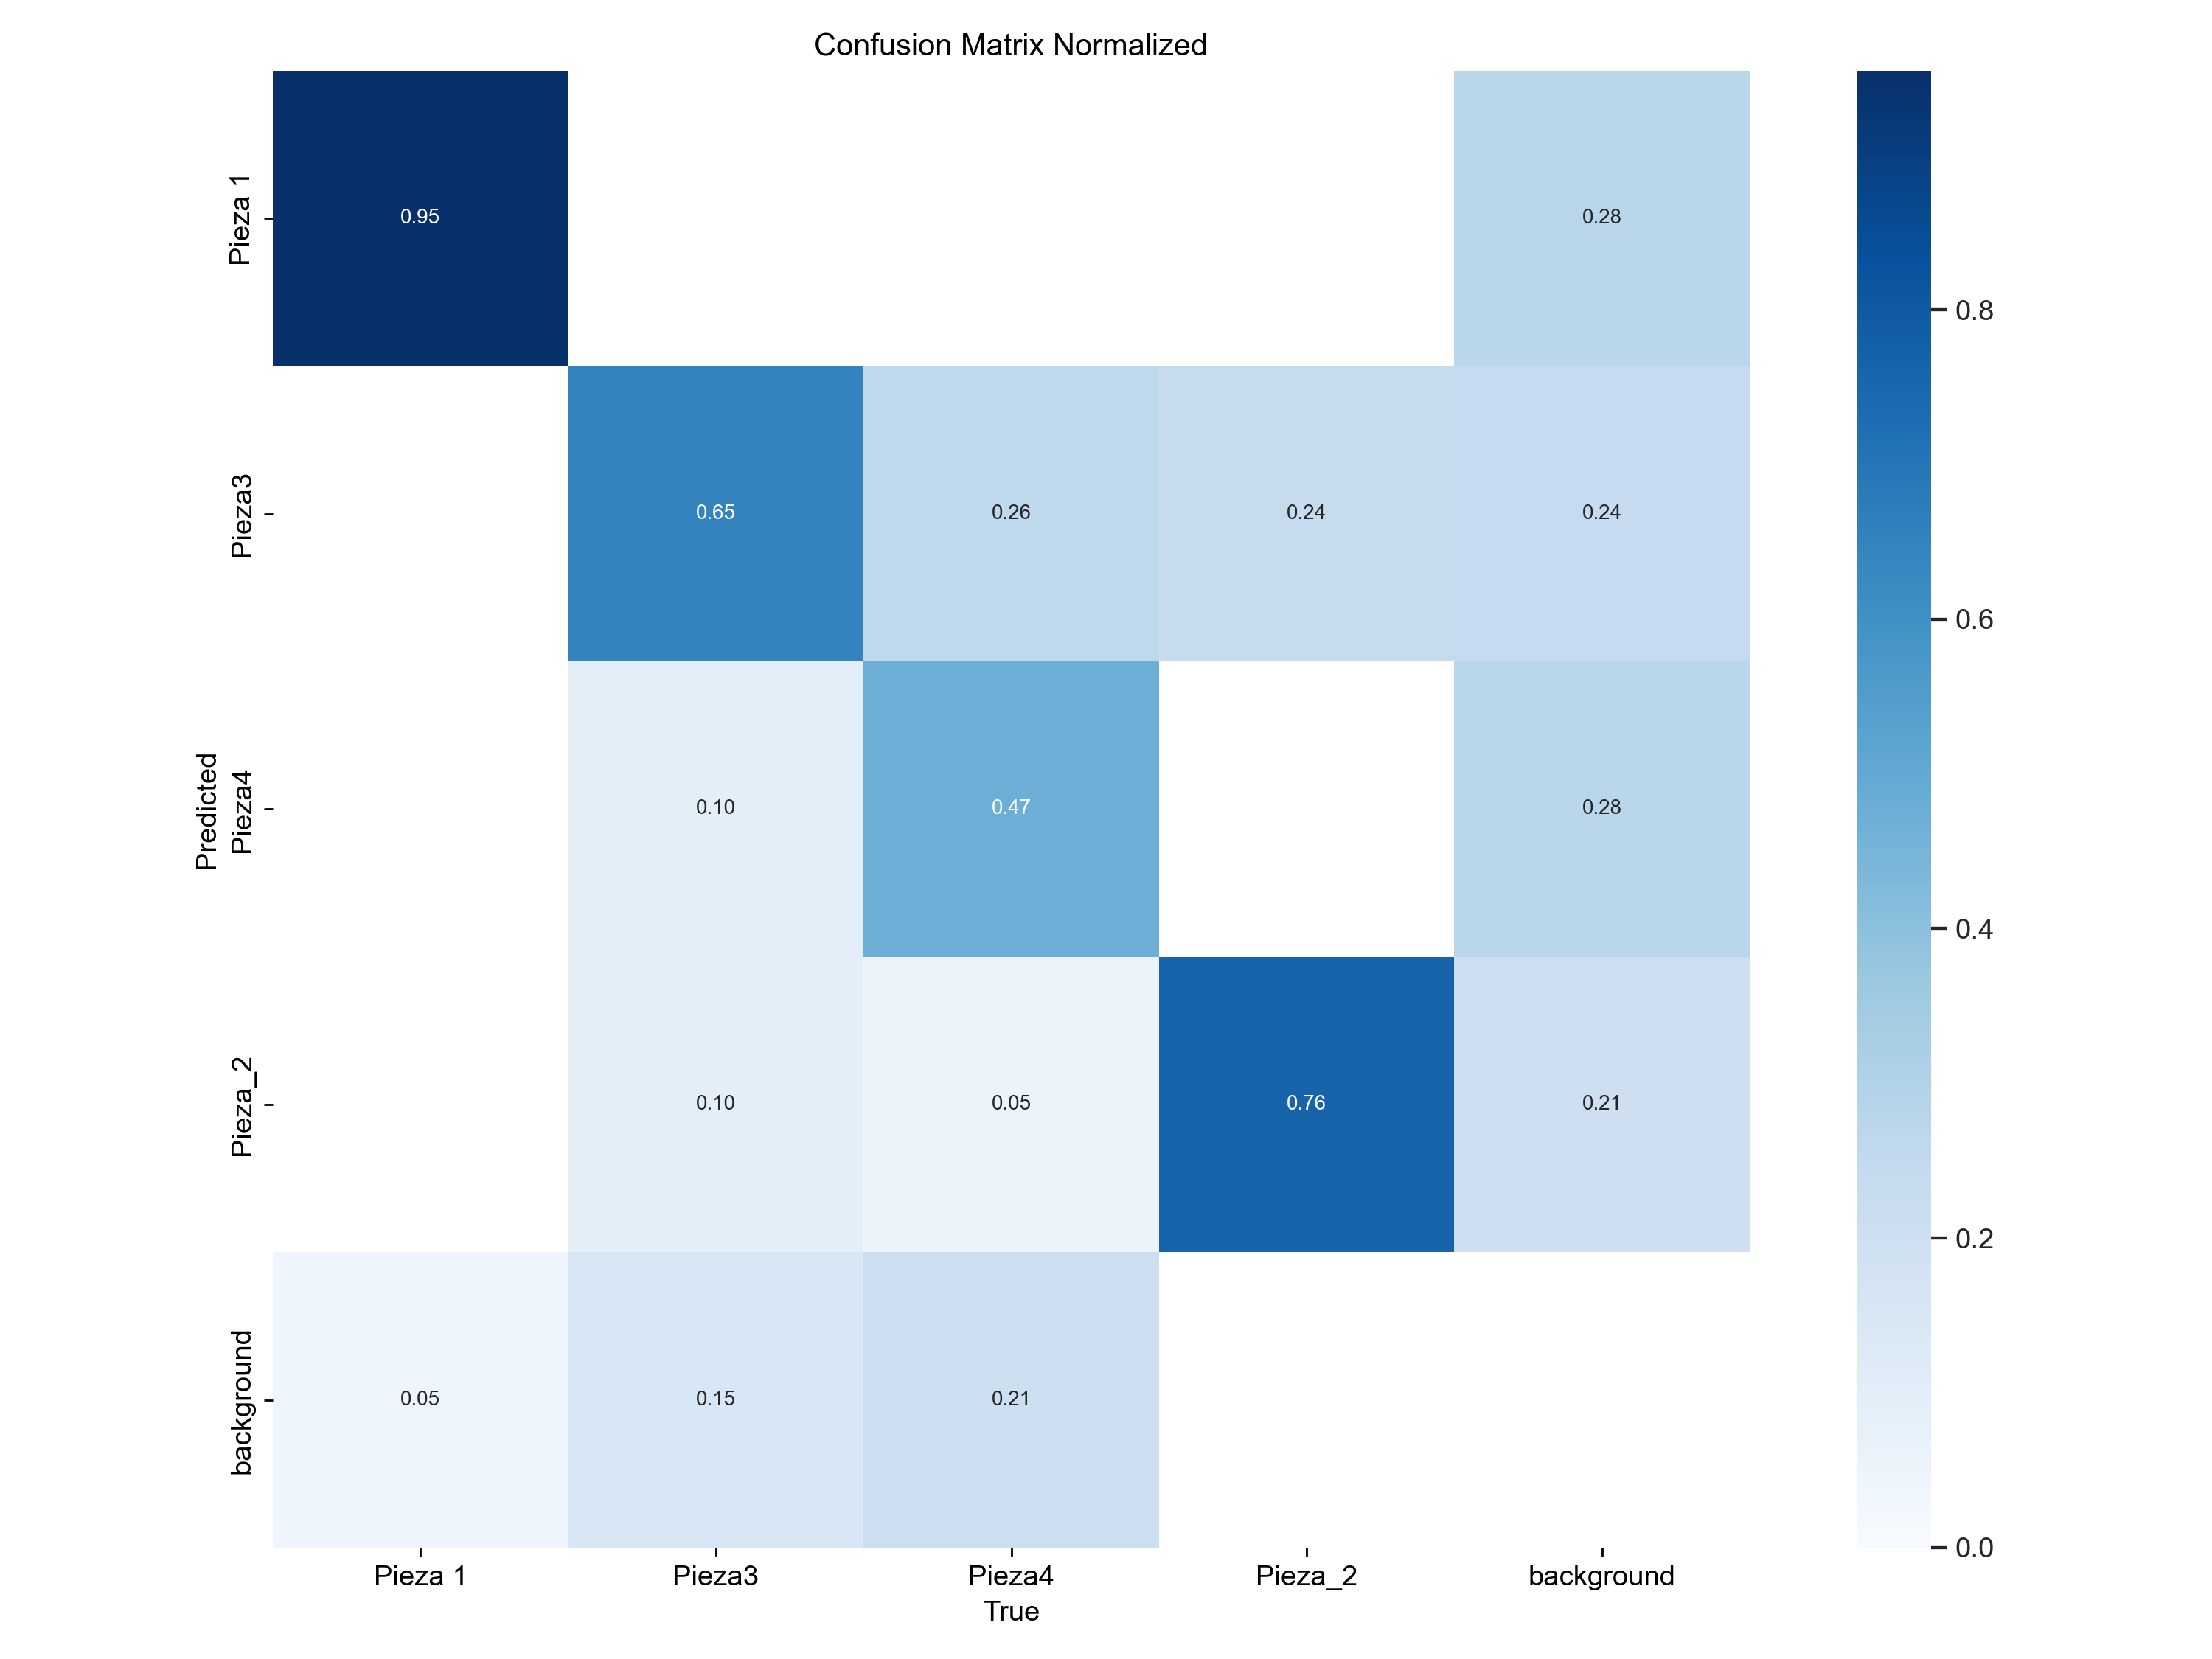 Confusion Matrix Normalized
Predicted
Pieza 1
0.95
0.28
Pieza3
0.65
0.26
0.24
0.24
Pieza4
0.10
0.47
0.28
Pieza_2
0.10
0.05
0.76
0.21
background
0.05
0.15
0.21
Pieza 1
Pieza3
Pieza4
Pieza_2
background
True
0.8
0.6
0.4
0.2
0.0